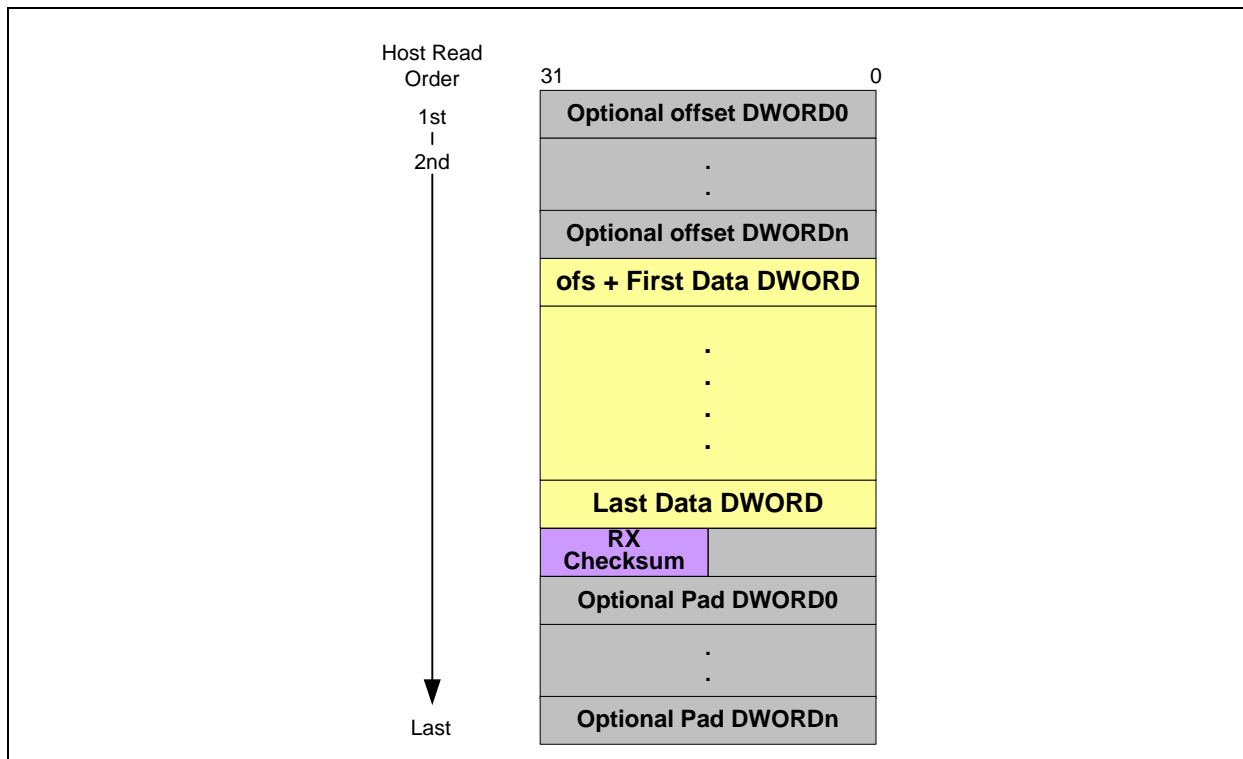 Host Read
Order
31 0
1st
Optional offset DWORD0
2nd
.
.
Optional offset DWORDn
ofs + First Data DWORD
.
.
.
.
Last Data DWORD
RX
Checksum
Optional Pad DWORD0
.
.
Last
Optional Pad DWORDn